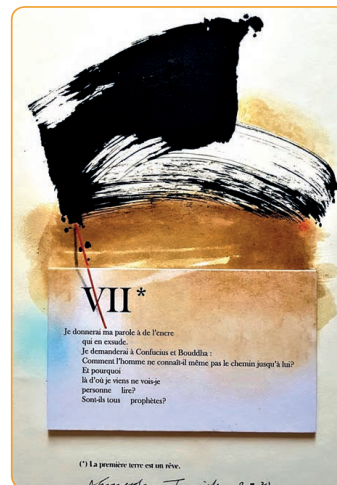 VII*
Je donnerai ma parole à de l'encre
qui en exsude.
Je demanderai à Confucius et Bouddha :
Comment l'homme ne connaît-il même pas le chemin jusqu'à lui?
Et pourquoi
là d'où je viens ne vois-je
personne lire?
Sont-ils tous prophètes?
(*) La première terre est un rêve.